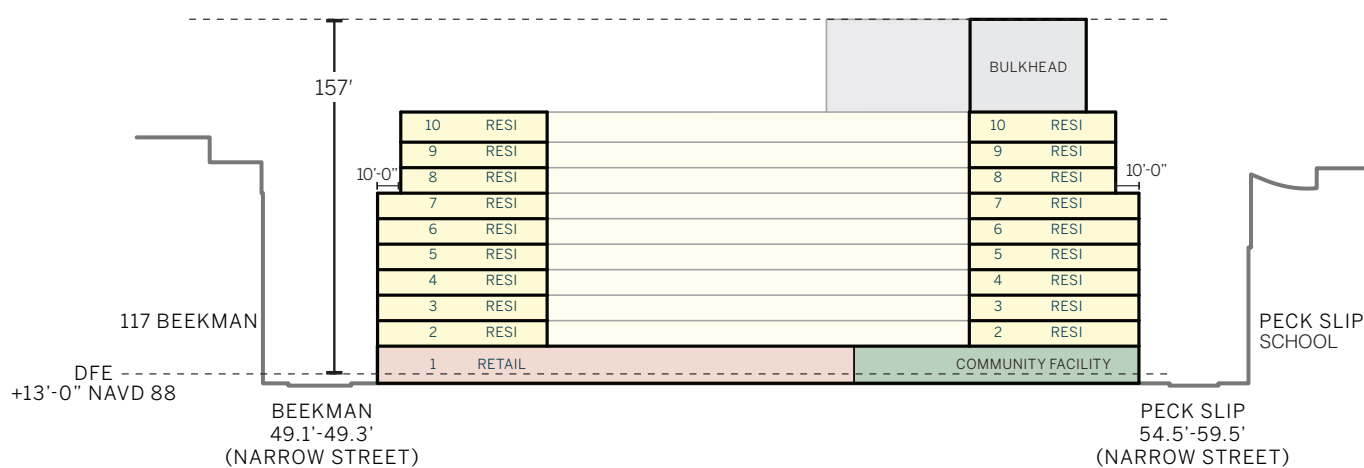 157'
BULKHEAD
10 RESI
10 RESI
9 RESI
9 RESI
10'-0"
8 RESI
8 RESI
10'-0"
7 RESI
7 RESI
6 RESI
6 RESI
5 RESI
5 RESI
4 RESI
4 RESI
3 RESI
3 RESI
2 RESI
2 RESI
117 BEEKMAN
PECK SLIP
SCHOOL
1 RETAIL
COMMUNITY FACILITY
DFE
+13'-0" NAVD 88
BEEKMAN
49.1'-49.3'
(NARROW STREET)
PECK SLIP
54.5'-59.5'
(NARROW STREET)